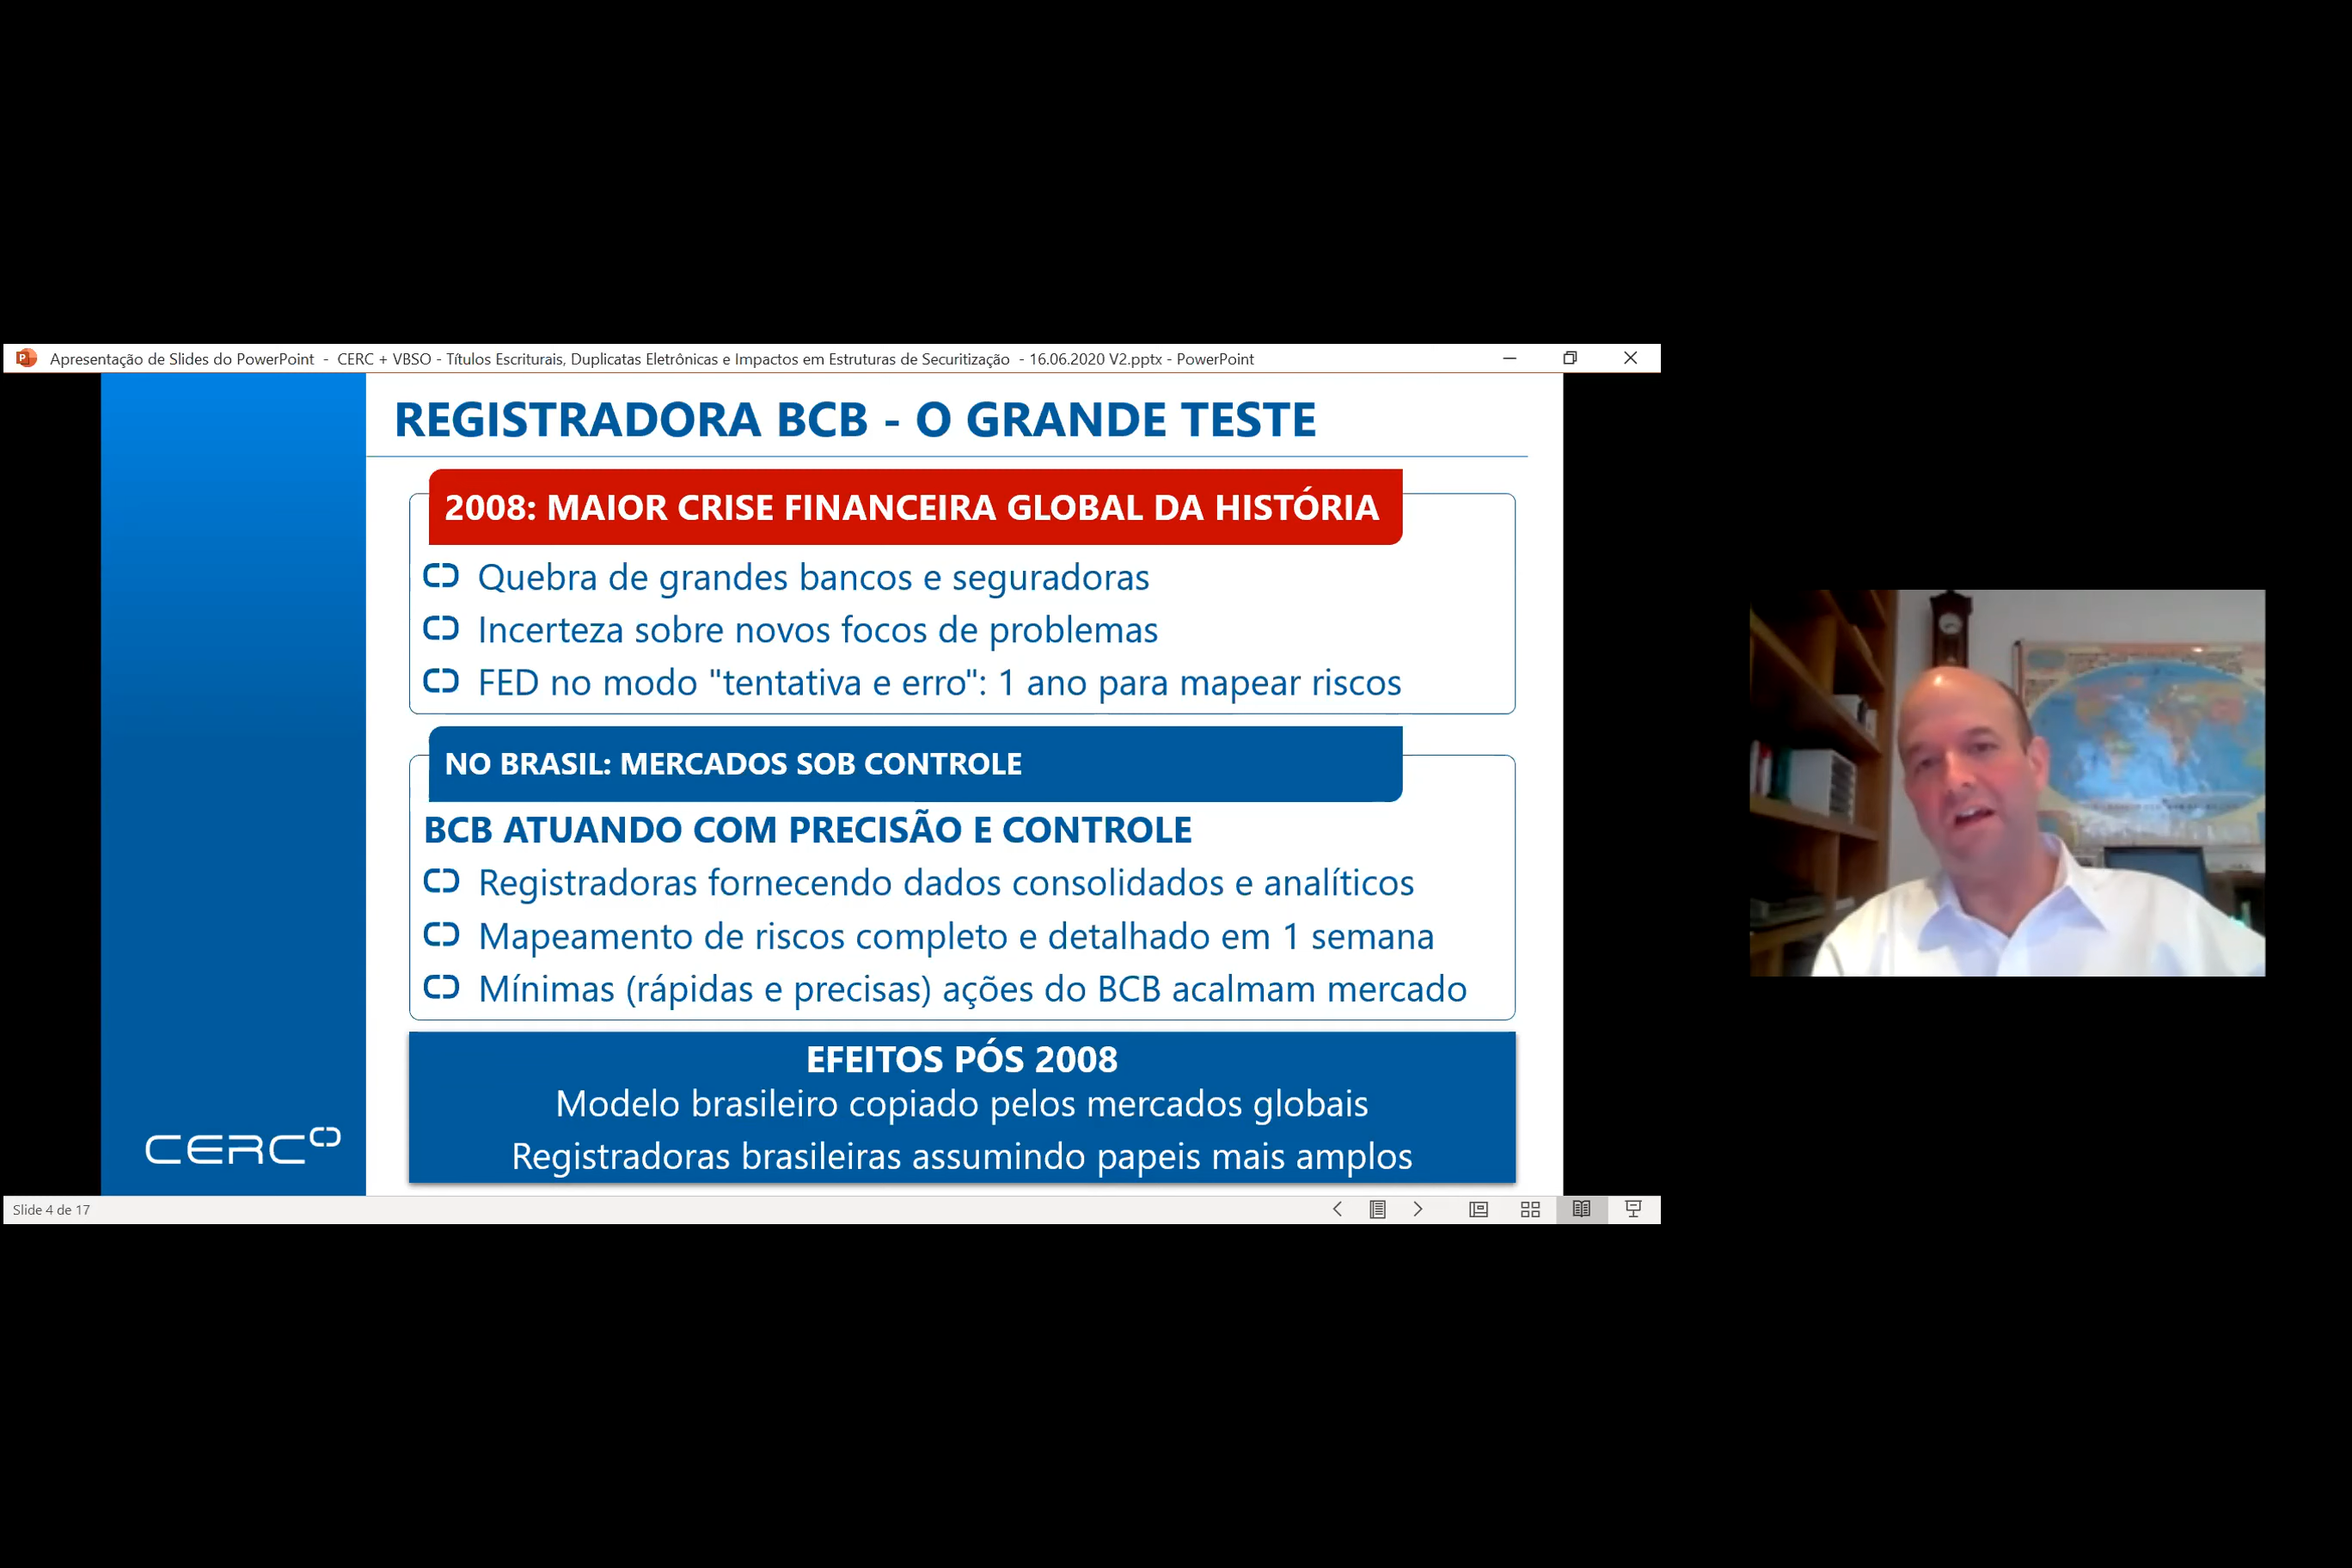 Apresentação de Slides do PowerPoint - CERC + VBSO - Títulos Escriturais, Duplicatas Eletrônicas e Impactos em Estruturas de Securitização - 16.06.2020 V2.pptx - PowerPoint
REGISTRADORA BCB - O GRANDE TESTE
2008: MAIOR CRISE FINANCEIRA GLOBAL DA HISTÓRIA
Quebra de grandes bancos e seguradoras
Incerteza sobre novos focos de problemas
FED no modo "tentativa e erro": 1 ano para mapear riscos
NO BRASIL: MERCADOS SOB CONTROLE
BCB ATUANDO COM PRECISÃO E CONTROLE
Registradoras fornecendo dados consolidados e analíticos
Mapeamento de riscos completo e detalhado em 1 semana
Mínimas (rápidas e precisas) ações do BCB acalmam mercado
EFEITOS PÓS 2008
Modelo brasileiro copiado pelos mercados globais
Registradoras brasileiras assumindo papeis mais amplos
CERC
Slide 4 de 17